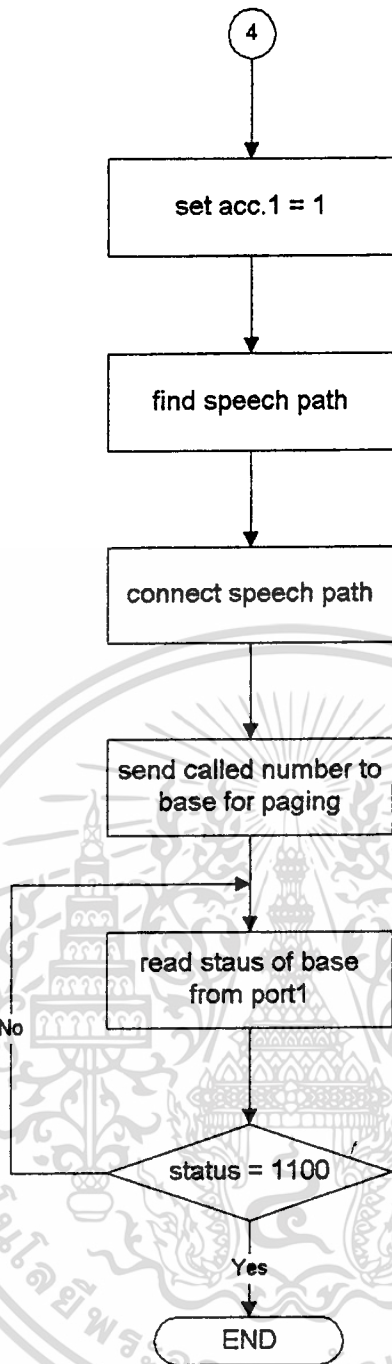 4
set acc.1 = 1
find speech path
connect speech path
send called number to
base for paging
read staus of base
from port1
No
status = 1100
Yes
END